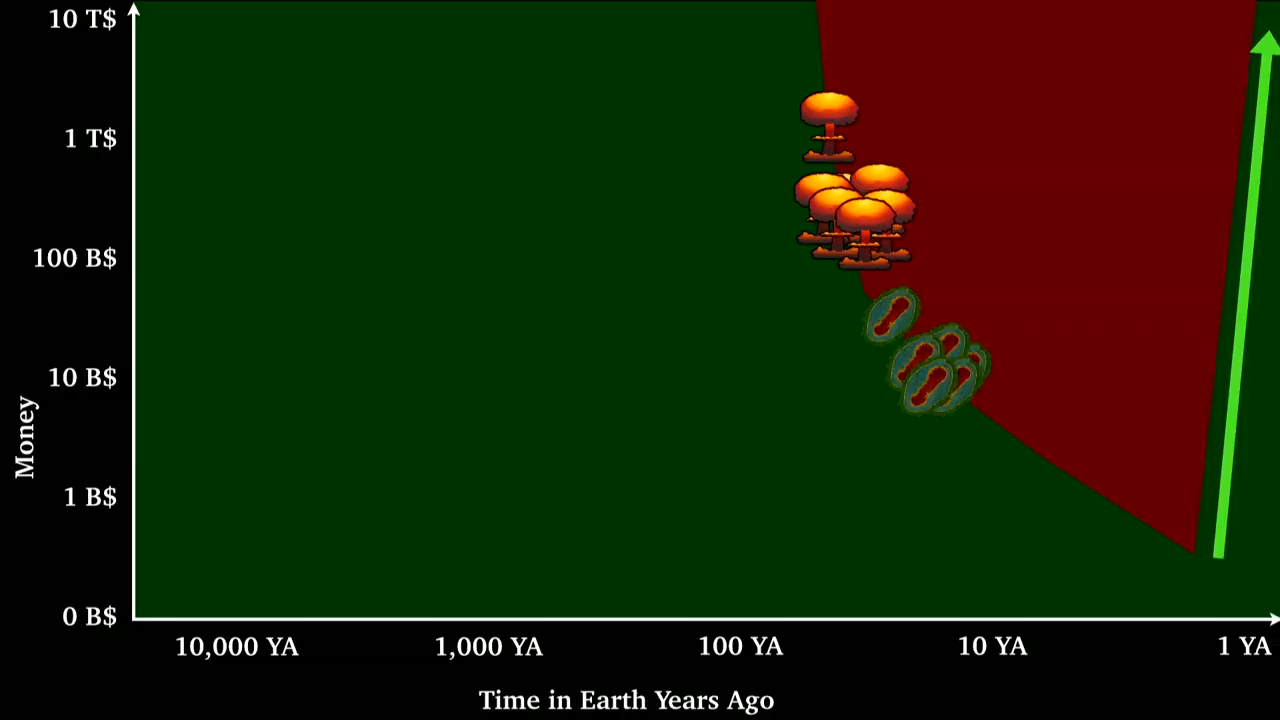 10 T$
1 T$
100 B$
10 B$
1 B$
0 B$
Money
10,000 YA 1,000 YA 100 YA 10 YA 1 YA
Time in Earth Years Ago